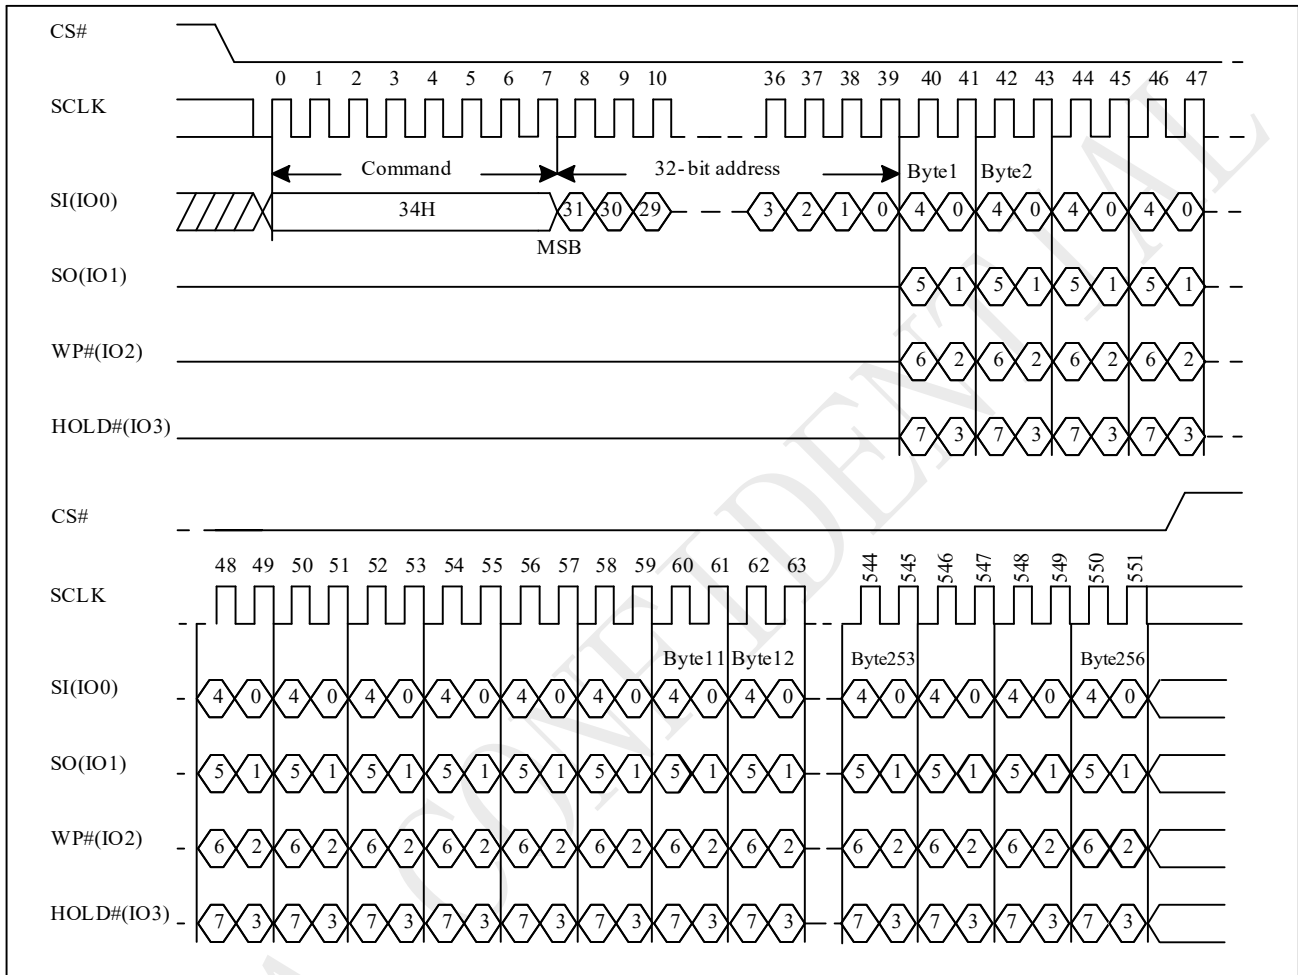 CS#
0 1 2 3 4 5 6 7 8 9 10 36 37 38 39 40 41 42 43 44 45 46 47
SCLK
Command 32-bit address Byte1 Byte2
SI(IO0) 34H 31 30 29 3 2 1 0 4 0 4 0 4 0 4 0
MSB
SO(IO1) 5 1 5 1 5 1 5 1
WP#(IO2) 6 2 6 2 6 2 6 2
HOLD#(IO3) 7 3 7 3 7 3 7 3
CS#
48 49 50 51 52 53 54 55 56 57 58 59 60 61 62 63 544 545 546 547 548 549 550 551
SCLK
Byte11 Byte12 Byte253 Byte256
SI(IO0) 4 0 4 0 4 0 4 0 4 0 4 0 4 0 4 0 4 0 4 0 4 0 4 0
SO(IO1) 5 1 5 1 5 1 5 1 5 1 5 1 5 1 5 1 5 1 5 1 5 1 5 1
WP#(IO2) 6 2 6 2 6 2 6 2 6 2 6 2 6 2 6 2 6 2 6 2 6 2 6 2
HOLD#(IO3) 7 3 7 3 7 3 7 3 7 3 7 3 7 3 7 3 7 3 7 3 7 3 7 3
CONFIDENTIAL